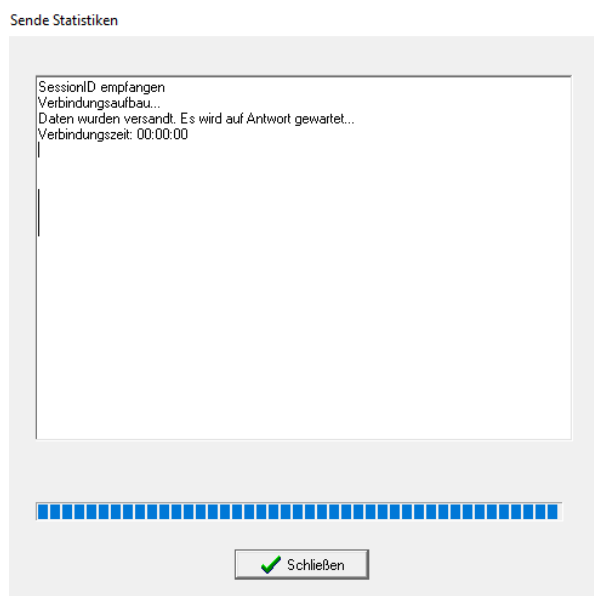 Sende Statistiken
SessionID empfangen
Verbindungsaufbau...
Daten wurden versandt. Es wird auf Antwort gewartet...
Verbindungszeit: 00:00:00
Schließen